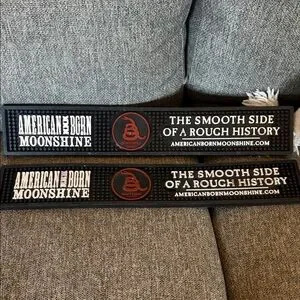 AMERICAN BORN
MOONSHINE
THE SMOOTH SIDE
OF A ROUGH HISTORY
AMERICANBORNMOONSHINE.COM
AMERICAN BORN
MOONSHINE
THE SMOOTH SIDE
OF A ROUGH HISTORY
AMERICANBORNMOONSHINE.COM